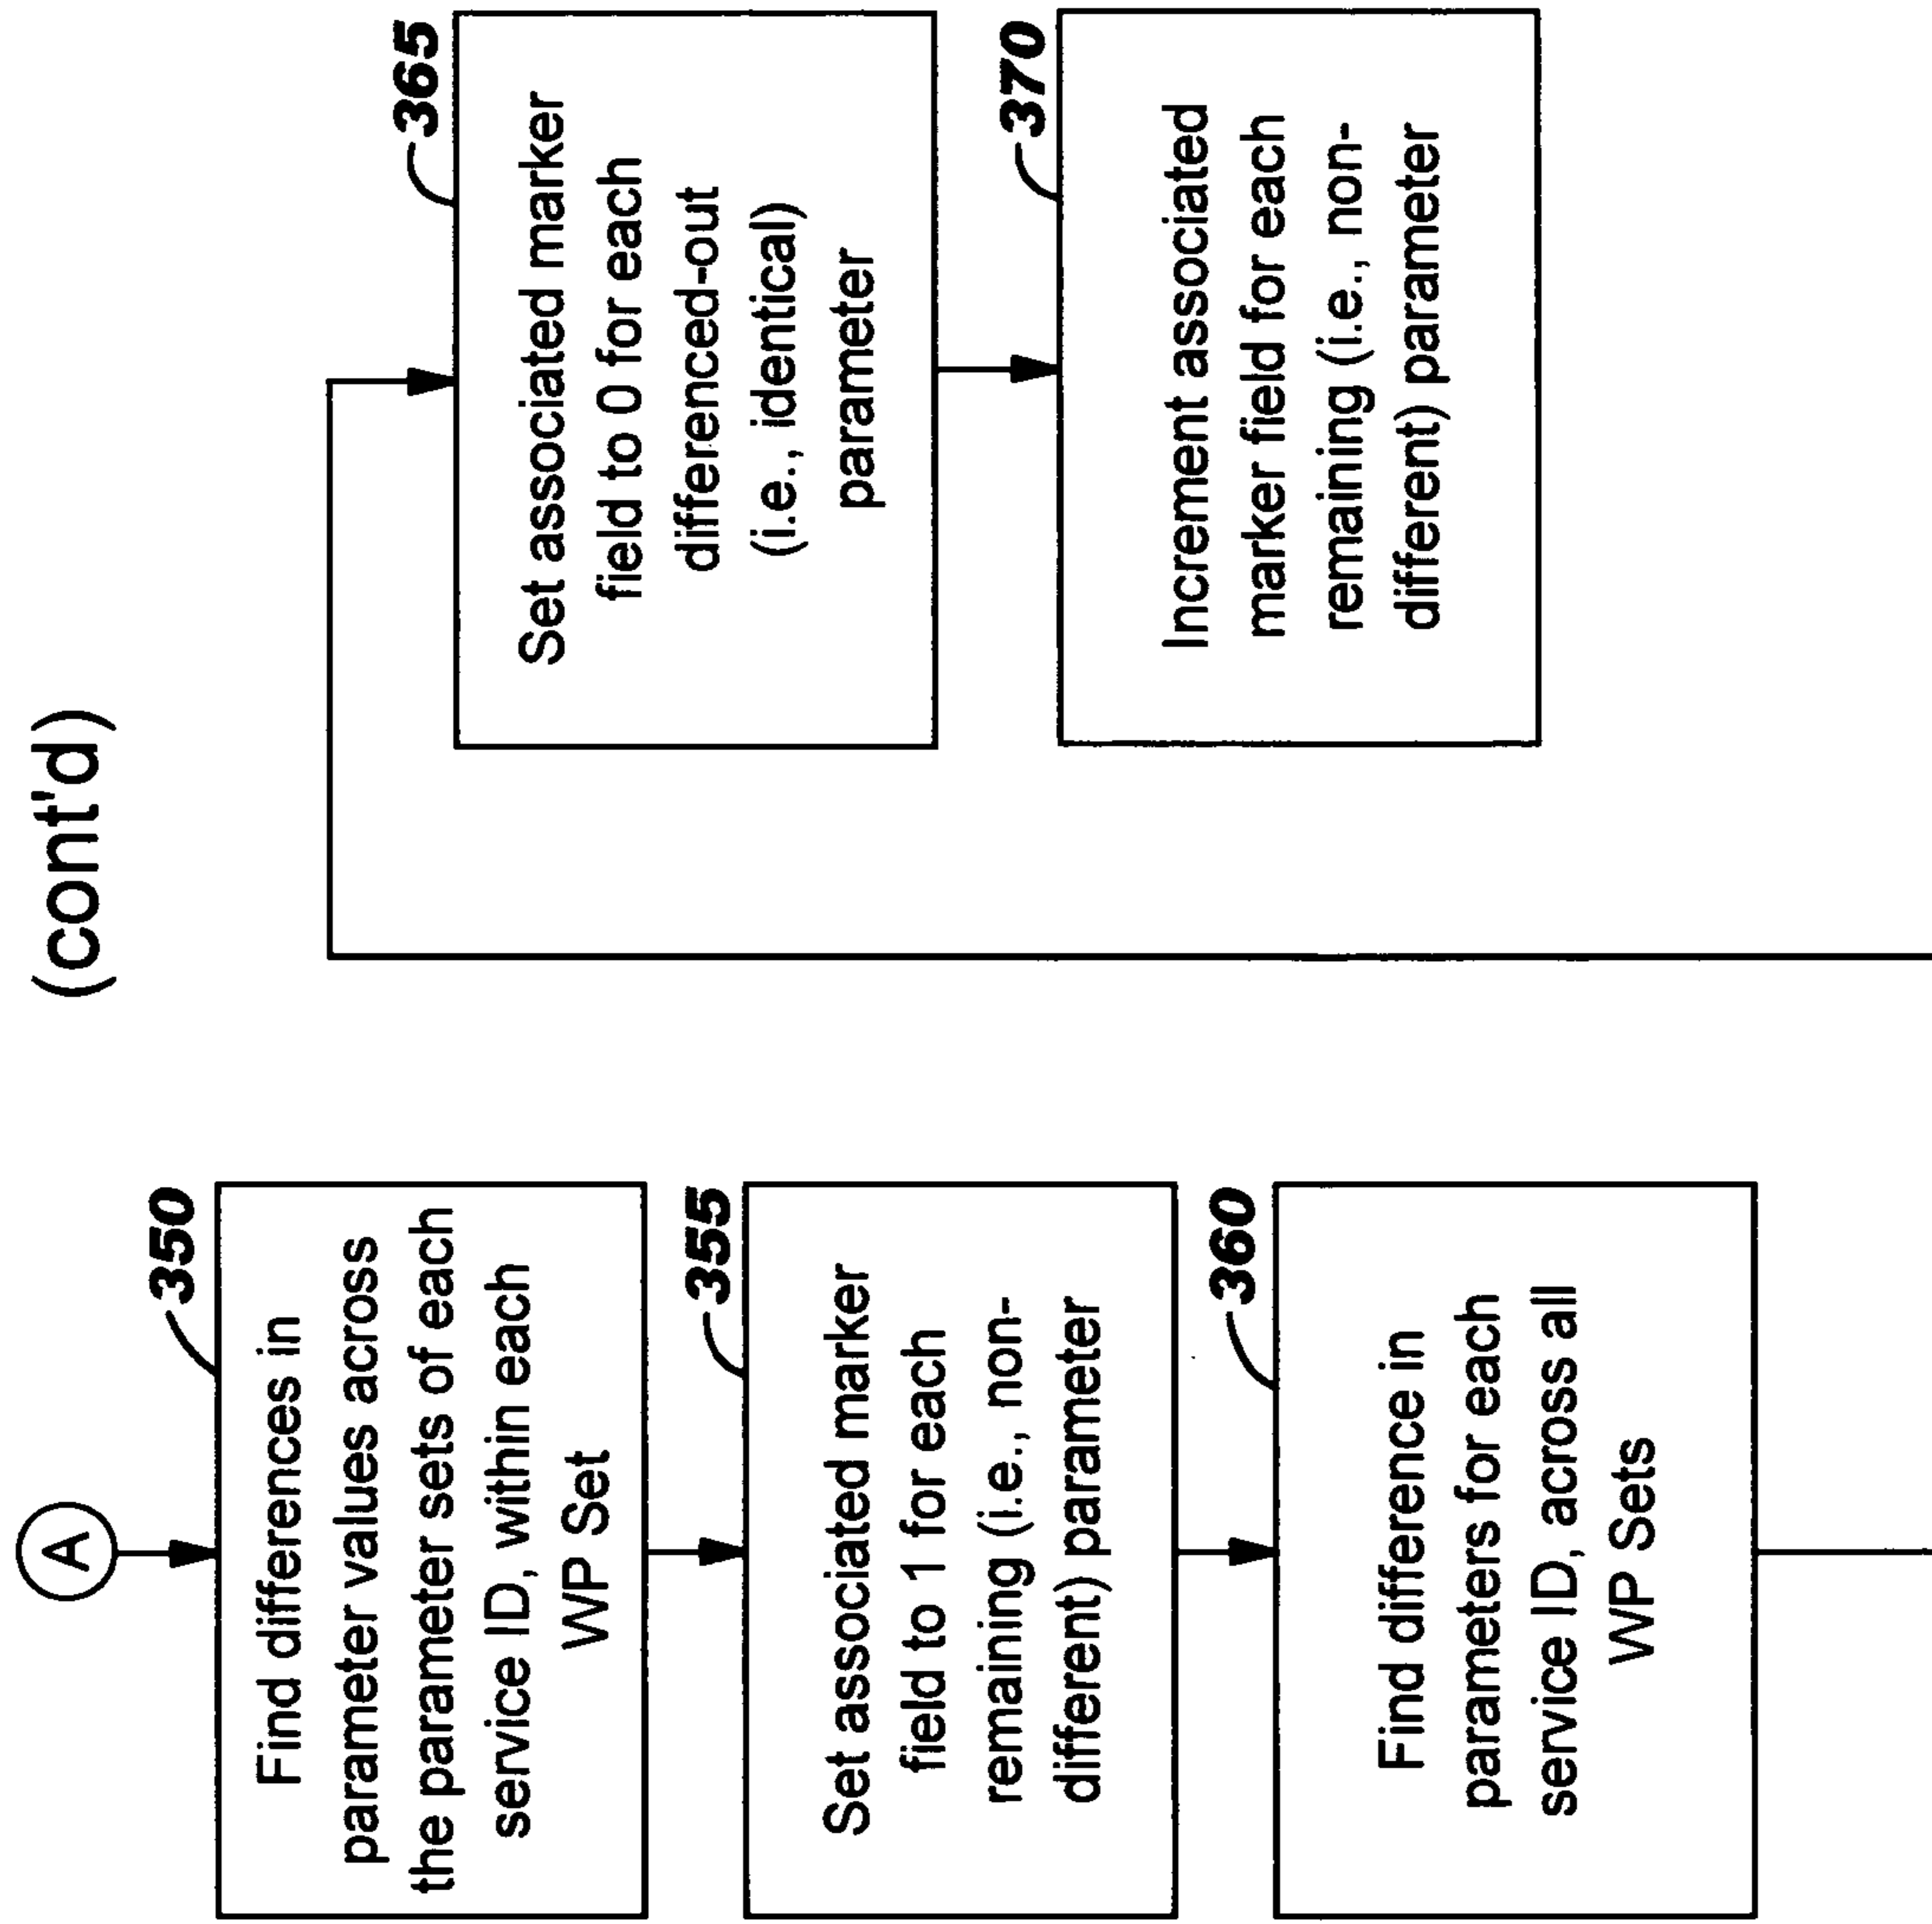 (cont'd)
A
350
Find differences in
parameter values across
the parameter sets of each
service ID, within each
WP Set
355
Set associated marker
field to 1 for each
remaining (i.e., non-
different) parameter
360
Find difference in
parameters for each
service ID, across all
WP Sets
365
Set associated marker
field to 0 for each
differenced-out
(i.e., identical)
parameter
370
Increment associated
marker field for each
remaining (i.e., non-
different) parameter